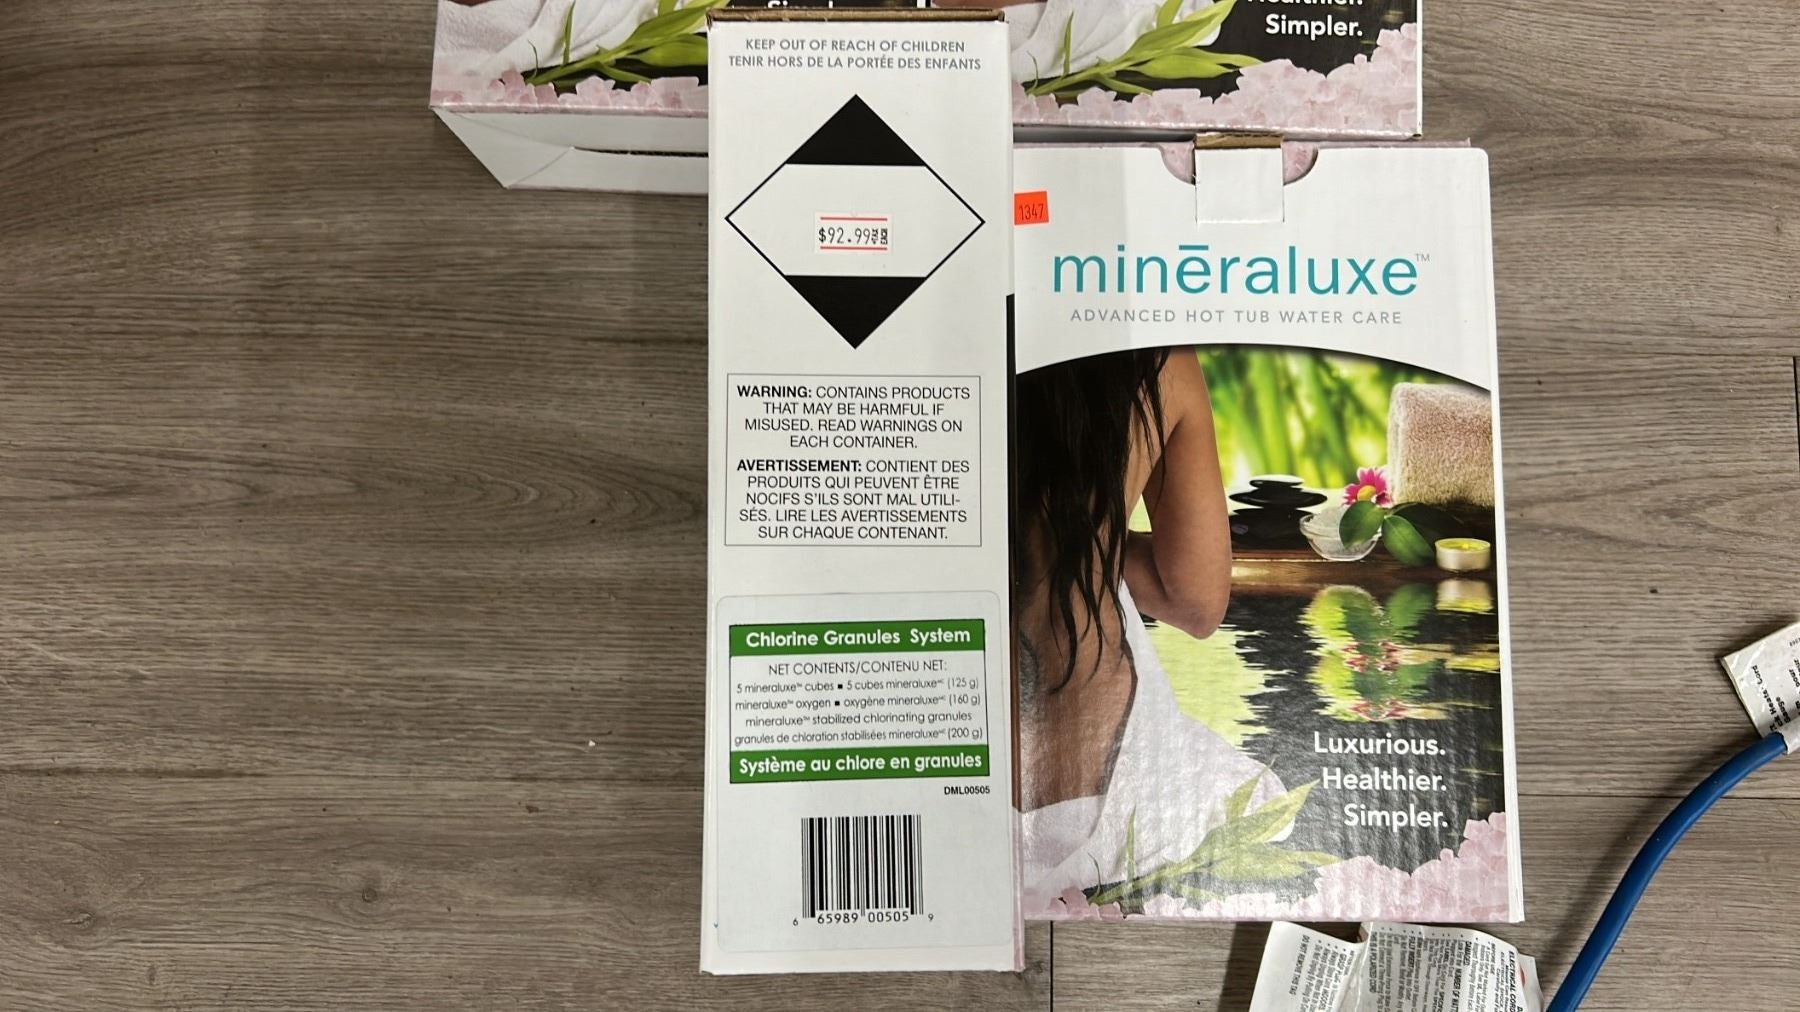 Simpler.
KEEP OUT OF REACH OF CHILDREN
TENIR HORS DE LA PORTÉE DES ENFANTS
$92.99 +TAX EACH
WARNING: CONTAINS PRODUCTS
THAT MAY BE HARMFUL IF
MISUSED. READ WARNINGS ON
EACH CONTAINER.
AVERTISSEMENT: CONTIENT DES
PRODUITS QUI PEUVENT ÊTRE
NOCIFS S'ILS SONT MAL UTILI-
SÉS. LIRE LES AVERTISSEMENTS
SUR CHAQUE CONTENANT.
Chlorine Granules System
NET CONTENTS/CONTENU NET:
5 mineraluxe™ cubes ▪ 5 cubes mineraluxe🅪 (125 g)
mineraluxe™ oxygen ▪ oxygène mineraluxe🅪 (160 g)
mineraluxe™ stabilized chlorinating granules
granules de chloration stabilisées mineraluxe🅪 (200 g)
Système au chlore en granules
DML00505
6 65989 00505 9
1347
minēraluxe™
ADVANCED HOT TUB WATER CARE
Luxurious.
Healthier.
Simpler.